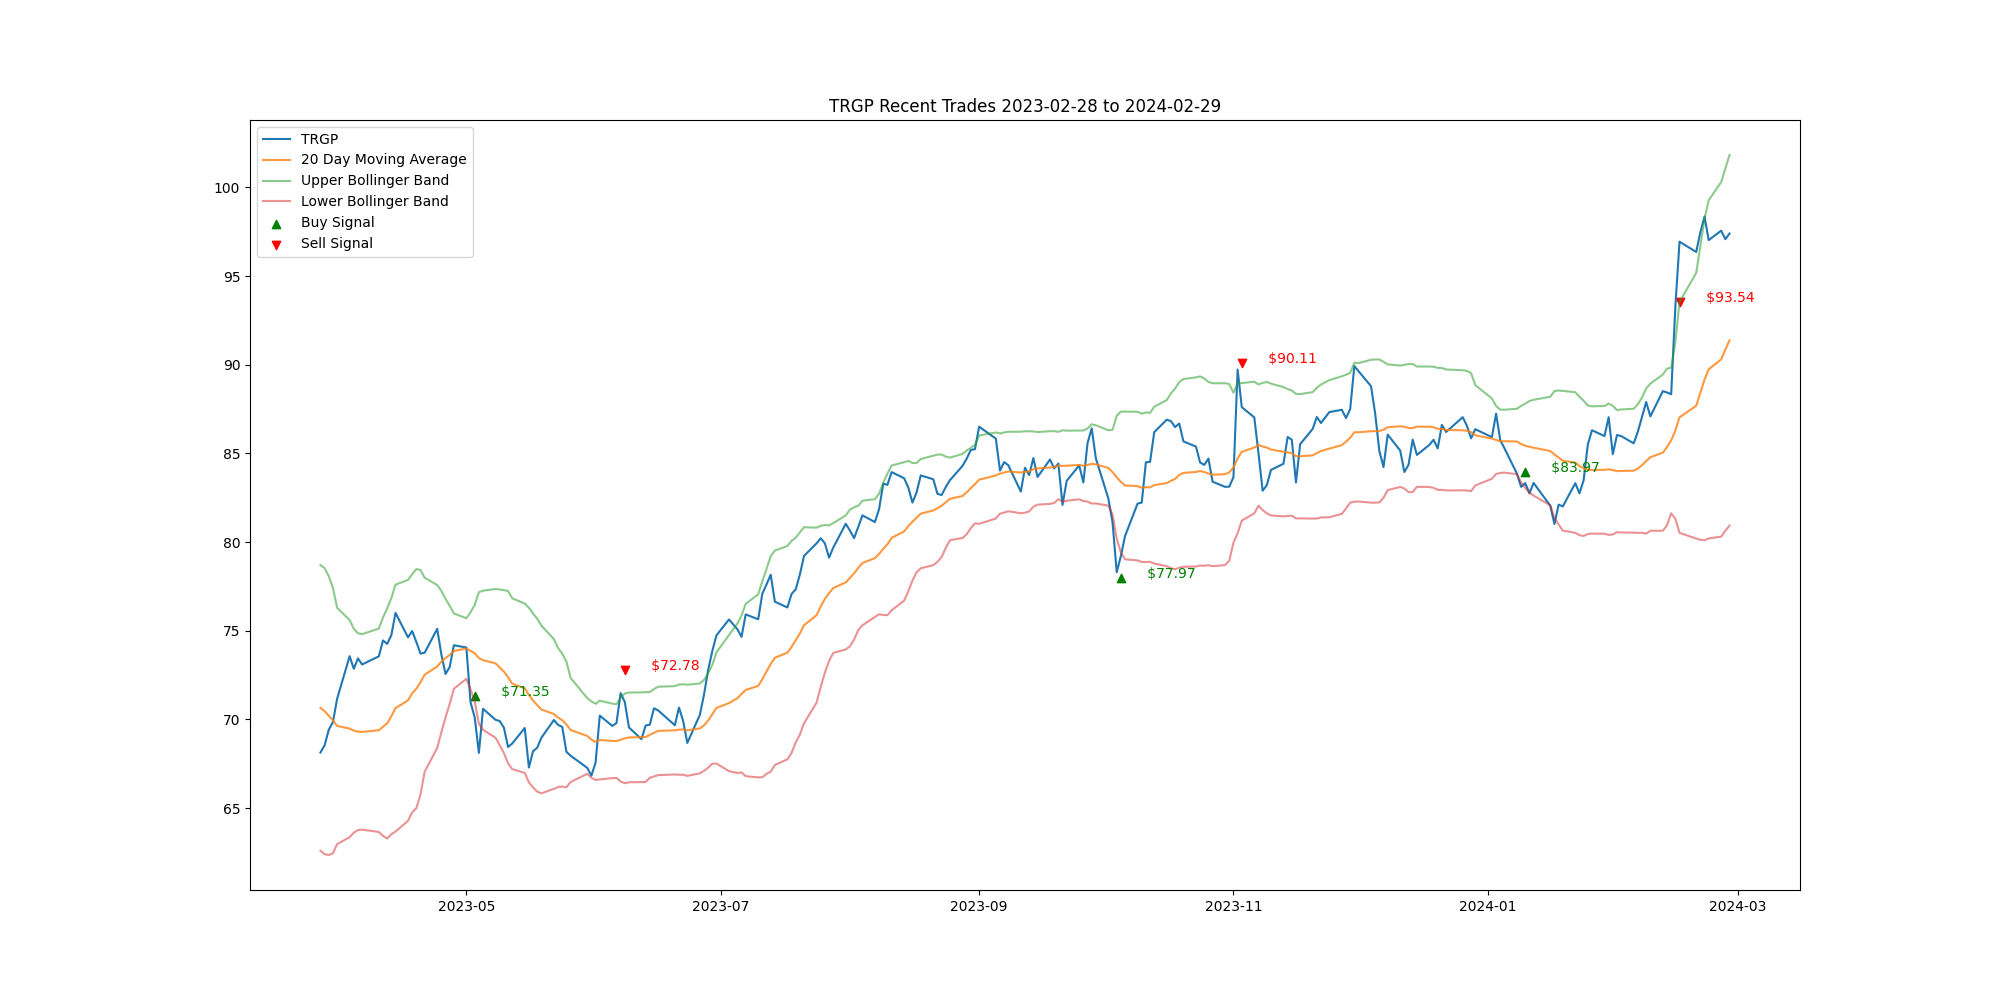 TRGP Recent Trades 2023-02-28 to 2024-02-29
TRGP
20 Day Moving Average
Upper Bollinger Band
Lower Bollinger Band
Buy Signal
Sell Signal
100
95
90
85
80
75
70
65
$93.54
$90.11
$83.97
$77.97
$72.78
$71.35
2023-05
2023-07
2023-09
2023-11
2024-01
2024-03